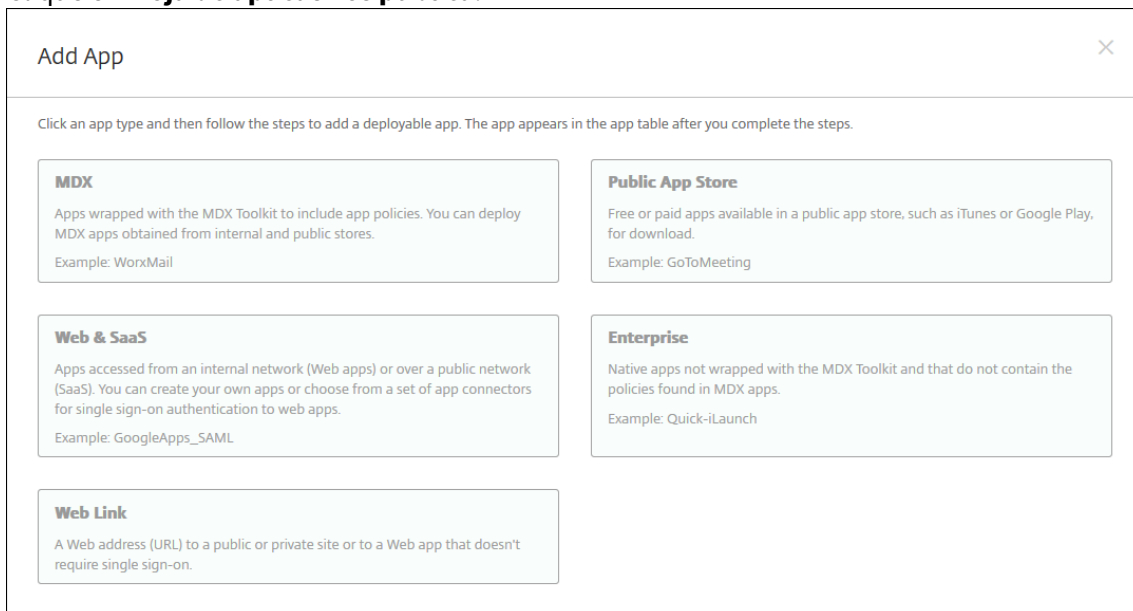 Add App
Click an app type and then follow the steps to add a deployable app. The app appears in the app table after you complete the steps.
MDX
Apps wrapped with the MDX Toolkit to include app policies. You can deploy
MDX apps obtained from internal and public stores.
Example: WorxMail
Public App Store
Free or paid apps available in a public app store, such as iTunes or Google Play,
for download.
Example: GoToMeeting
Web & SaaS
Apps accessed from an internal network (Web apps) or over a public network
(SaaS). You can create your own apps or choose from a set of app connectors
for single sign-on authentication to web apps.
Example: GoogleApps_SAML
Enterprise
Native apps not wrapped with the MDX Toolkit and that do not contain the
policies found in MDX apps.
Example: Quick-iLaunch
Web Link
A Web address (URL) to a public or private site or to a Web app that doesn't
require single sign-on.